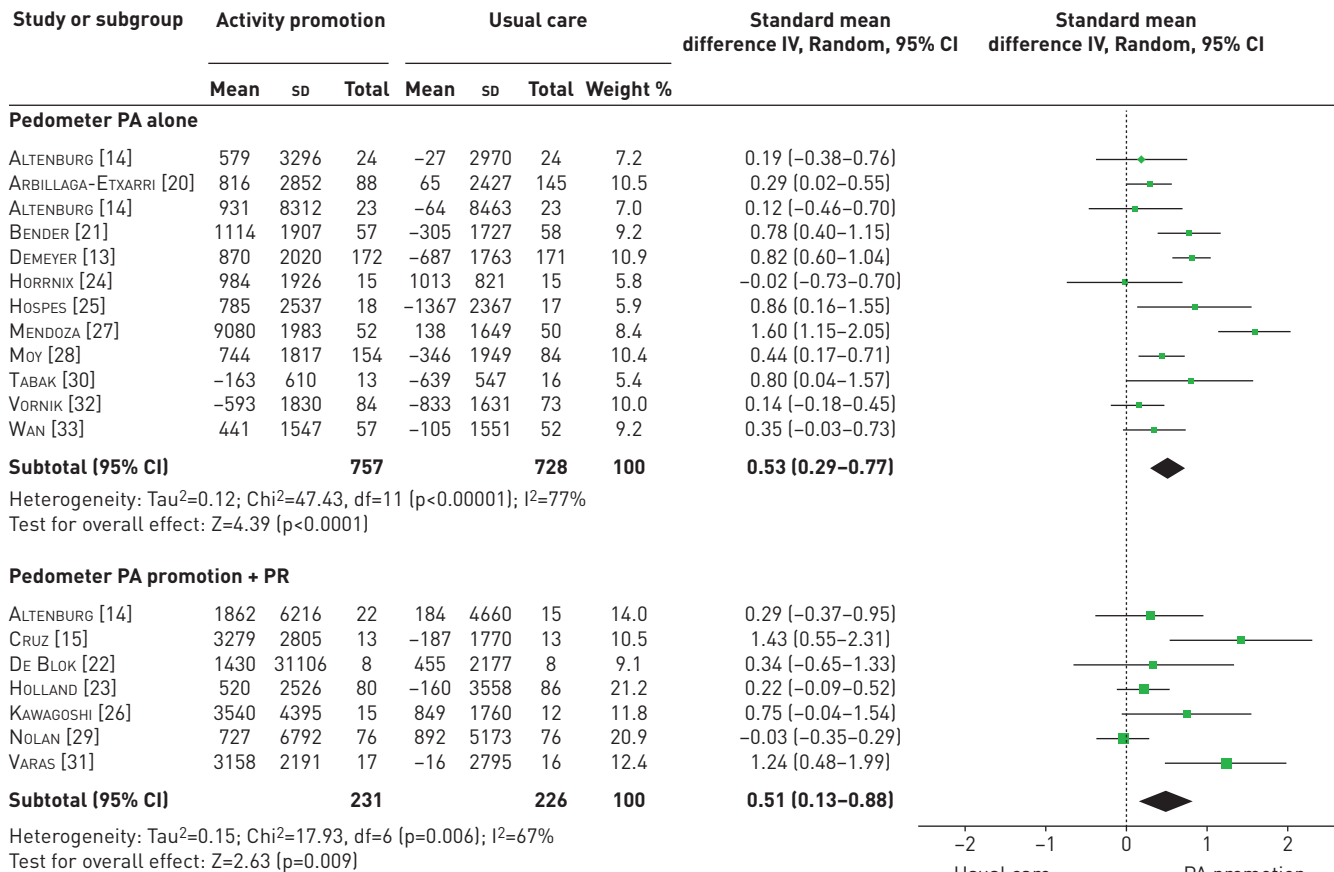 Study or subgroup Activity promotion Usual care Standard mean difference IV, Random, 95% CI Standard mean difference IV, Random, 95% CI
Mean SD Total Mean SD Total Weight %
Pedometer PA alone
ALTENBURG [14] 579 3296 24 −27 2970 24 7.2 0.19 (−0.38–0.76)
ARBILLAGA-ETXARRI [20] 816 2852 88 65 2427 145 10.5 0.29 (0.02–0.55)
ALTENBURG [14] 931 8312 23 −64 8463 23 7.0 0.12 (−0.46–0.70)
BENDER [21] 1114 1907 57 −305 1727 58 9.2 0.78 (0.40–1.15)
DEMEYER [13] 870 2020 172 −687 1763 171 10.9 0.82 (0.60–1.04)
HORRNIX [24] 984 1926 15 1013 821 15 5.8 −0.02 (−0.73–0.70)
HOSPES [25] 785 2537 18 −1367 2367 17 5.9 0.86 (0.16–1.55)
MENDOZA [27] 9080 1983 52 138 1649 50 8.4 1.60 (1.15–2.05)
MOY [28] 744 1817 154 −346 1949 84 10.4 0.44 (0.17–0.71)
TABAK [30] −163 610 13 −639 547 16 5.4 0.80 (0.04–1.57)
VORNIK [32] −593 1830 84 −833 1631 73 10.0 0.14 (−0.18–0.45)
WAN [33] 441 1547 57 −105 1551 52 9.2 0.35 (−0.03–0.73)
Subtotal (95% CI) 757 728 100 0.53 (0.29–0.77)
Heterogeneity: Tau²=0.12; Chi²=47.43, df=11 (p<0.00001); I²=77%
Test for overall effect: Z=4.39 (p<0.0001)
Pedometer PA promotion + PR
ALTENBURG [14] 1862 6216 22 184 4660 15 14.0 0.29 (−0.37–0.95)
CRUZ [15] 3279 2805 13 −187 1770 13 10.5 1.43 (0.55–2.31)
DE BLOK [22] 1430 31106 8 455 2177 8 9.1 0.34 (−0.65–1.33)
HOLLAND [23] 520 2526 80 −160 3558 86 21.2 0.22 (−0.09–0.52)
KAWAGOSHI [26] 3540 4395 15 849 1760 12 11.8 0.75 (−0.04–1.54)
NOLAN [29] 727 6792 76 892 5173 76 20.9 −0.03 (−0.35–0.29)
VARAS [31] 3158 2191 17 −16 2795 16 12.4 1.24 (0.48–1.99)
Subtotal (95% CI) 231 226 100 0.51 (0.13–0.88)
Heterogeneity: Tau²=0.15; Chi²=17.93, df=6 (p=0.006); I²=67%
Test for overall effect: Z=2.63 (p=0.009)
−2 −1 0 1 2
Usual care PA promotion